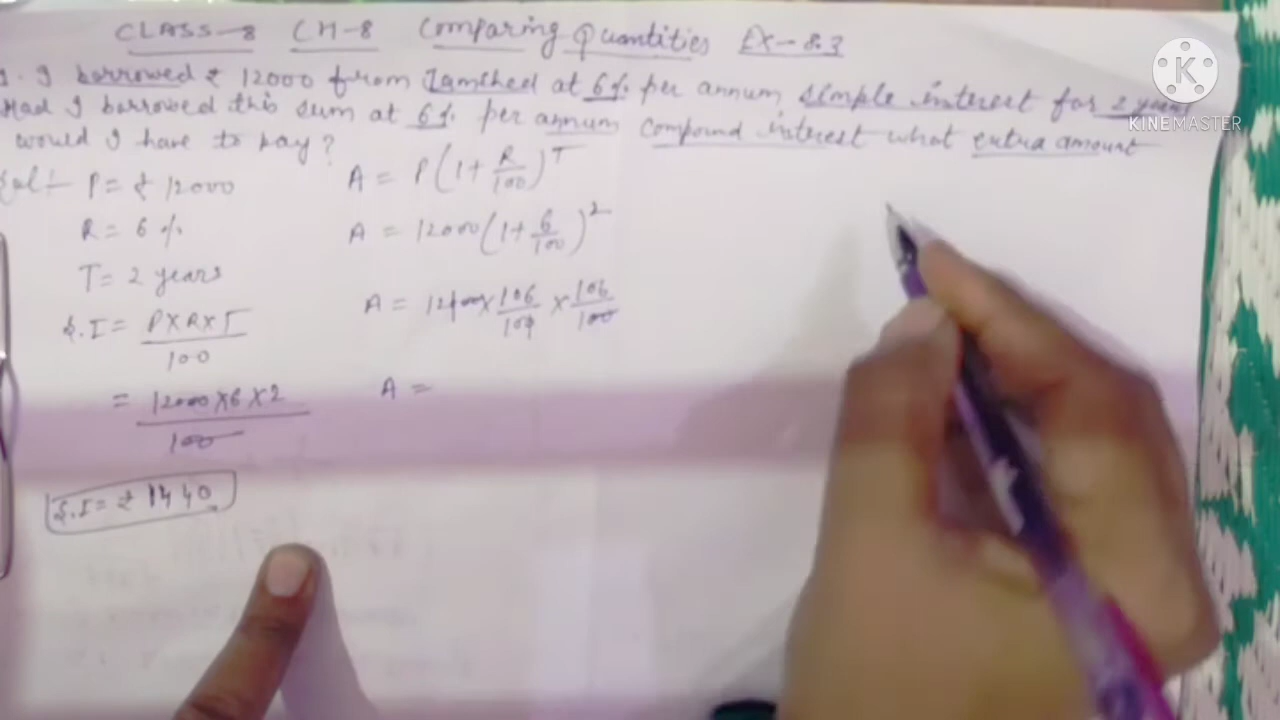 CLASS-8 CH-8 Comparing Quantities EX-8.3
I borrowed ₹ 12000 from Jamshed at 6% per annum simple interest for 2 years
Had I borrowed this sum at 6% per annum compound interest what extra amount
would I have to pay?
Sol:- P = ₹ 12000
R = 6 %
T = 2 years
S.I = P×R×T
100
= 12000×6×2
100
S.I = ₹ 1440
A = P(1+R/100)^T
A = 12000(1+6/100)^2
A = 12000×106/100×106/100
A =
K
KINEMASTER